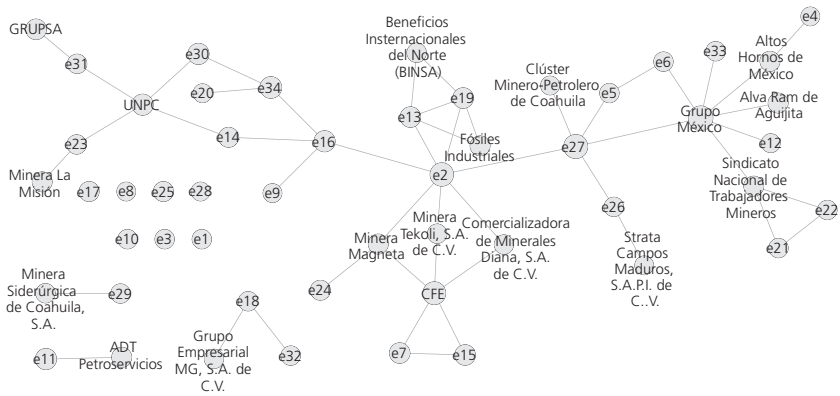 GRUPSA
e31
e30
e20
e34
UNPC
e23
e14
e16
Minera La
Misión
e17
e8
e25
e28
e9
e10
e3
e1
Minera
Siderúrgica
de Coahuila,
S.A.
e29
e11
ADT
Petroservicios
e18
Grupo
Empresarial
MG, S.A. de
C.V.
e32
Beneficios
Insternacionales
del Norte
(BINSA)
e19
e13
Fósiles
Industriales
e2
Minera
Magneta
e24
Minera
Tekoli, S.A.
de C.V.
Comercializadora
de Minerales
Diana, S.A.
de C.V.
CFE
e7
e15
Clúster
Minero-Petrolero
de Coahuila
e5
e6
e27
e26
Strata
Campos
Maduros,
S.A.P.I. de
C..V.
e33
e4
Altos
Hornos de
México
Grupo
México
Alva Ram de
Aguijita
e12
Sindicato
Nacional de
Trabajadores
Mineros
e22
e21